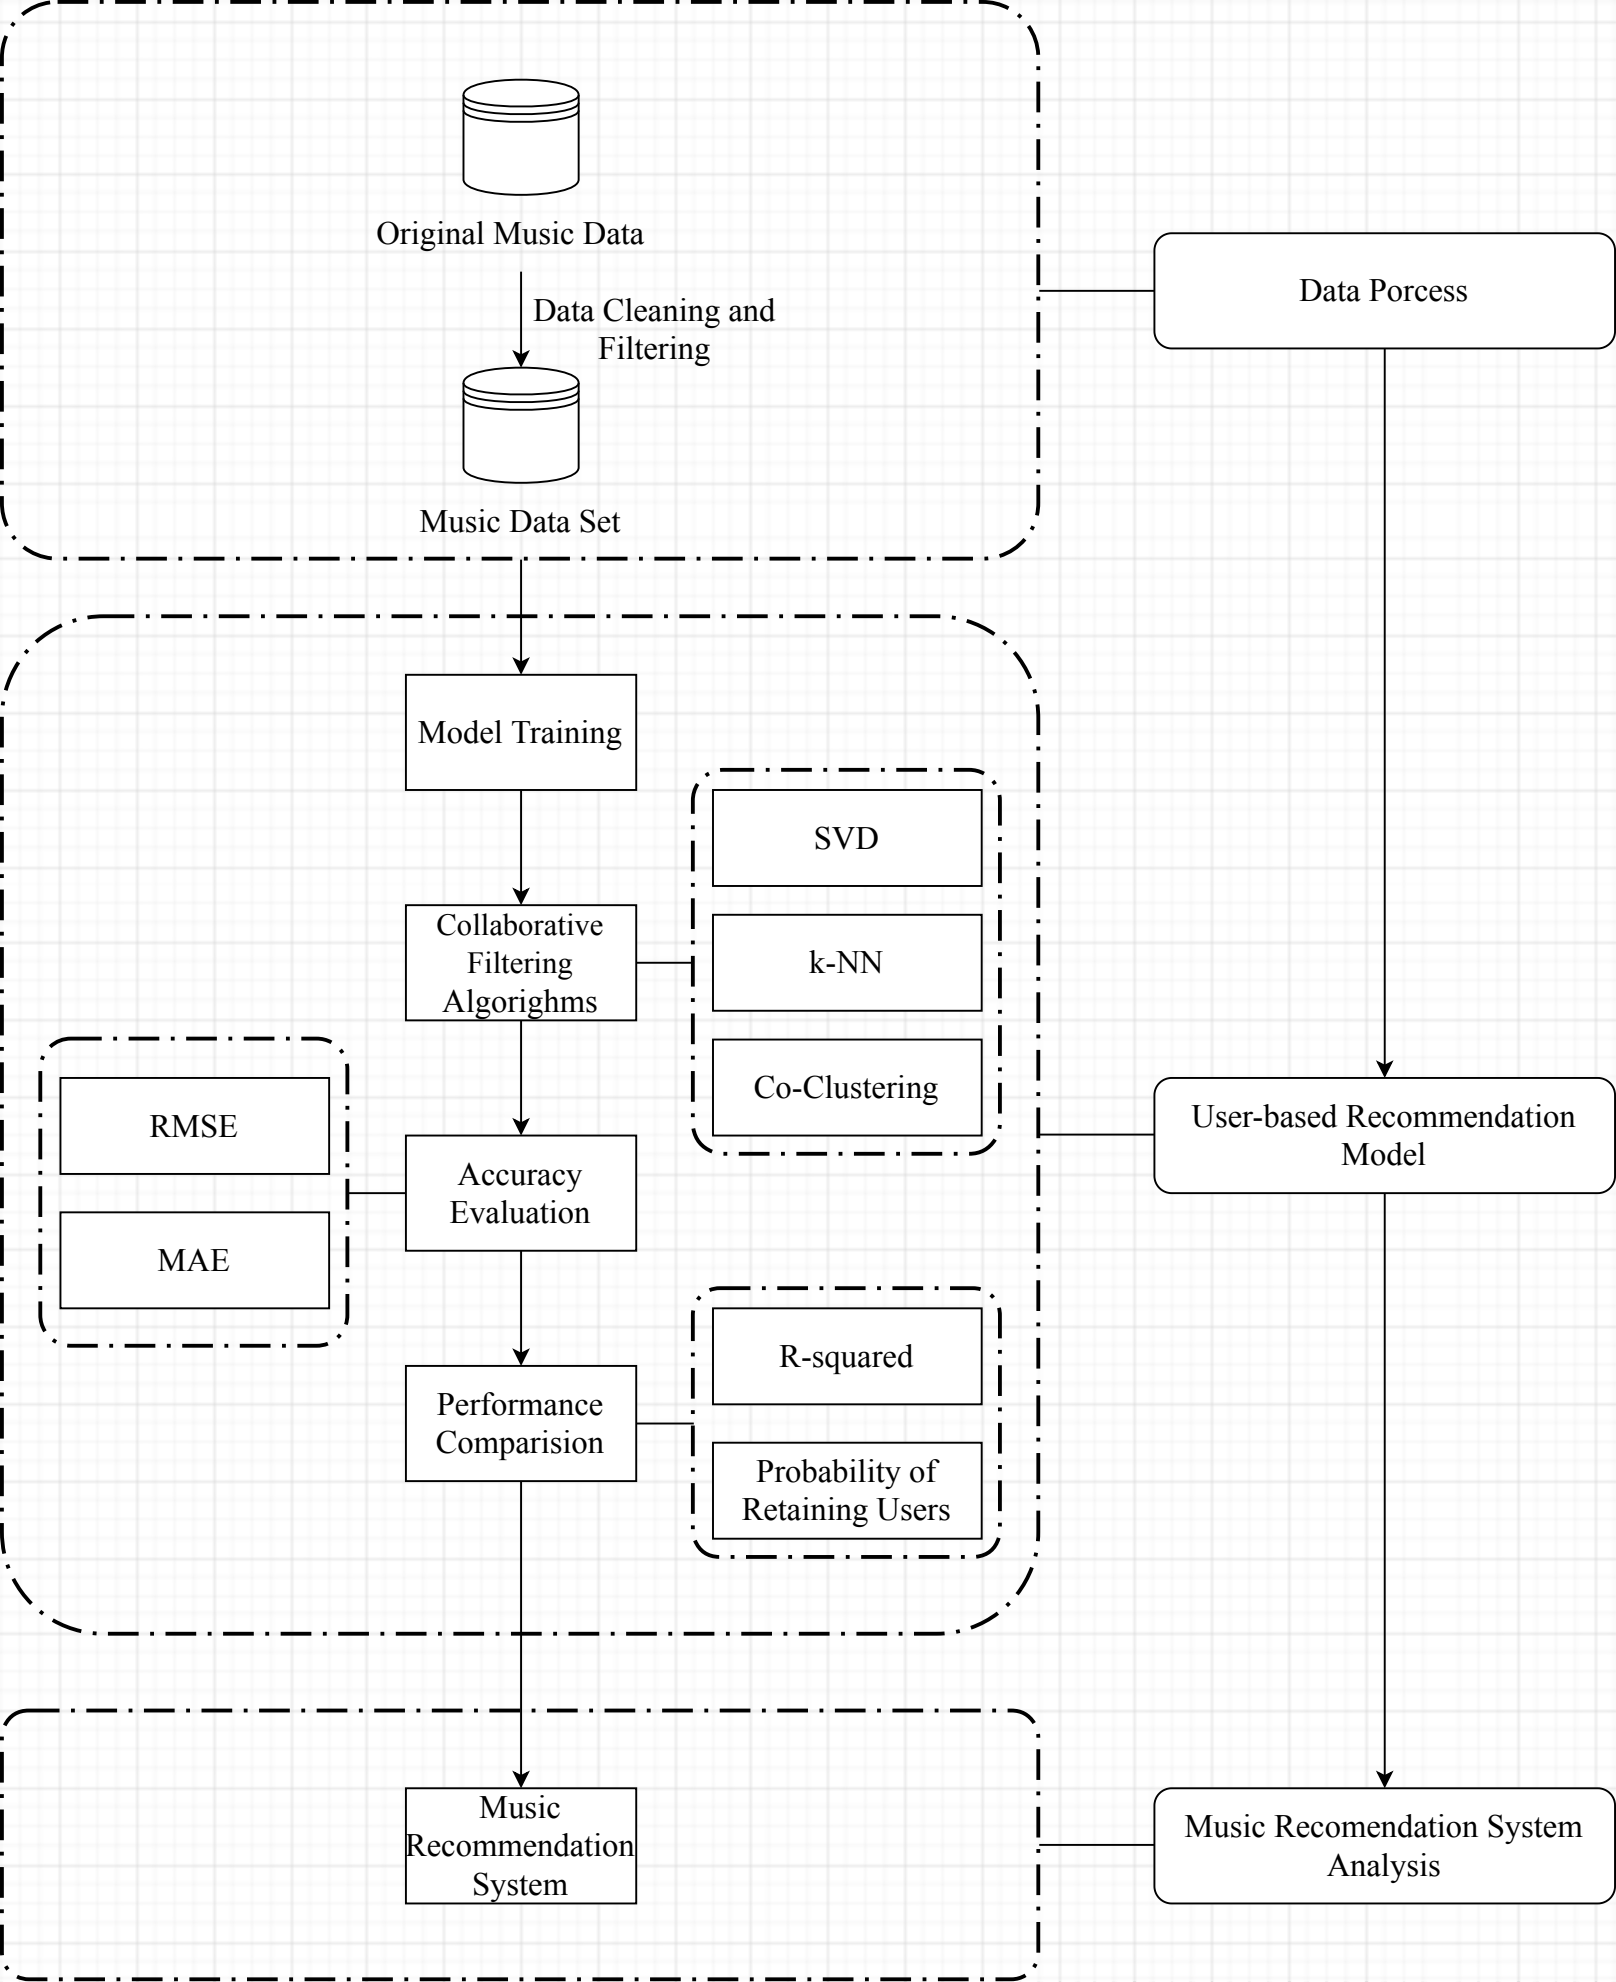 Original Music Data
Data Cleaning and
Filtering
Music Data Set
Data Porcess
Model Training
SVD
Collaborative
Filtering
Algorighms
k-NN
Co-Clustering
RMSE
MAE
Accuracy
Evaluation
User-based Recommendation
Model
R-squared
Performance
Comparision
Probability of
Retaining Users
Music
Recommendation
System
Music Recomendation System
Analysis